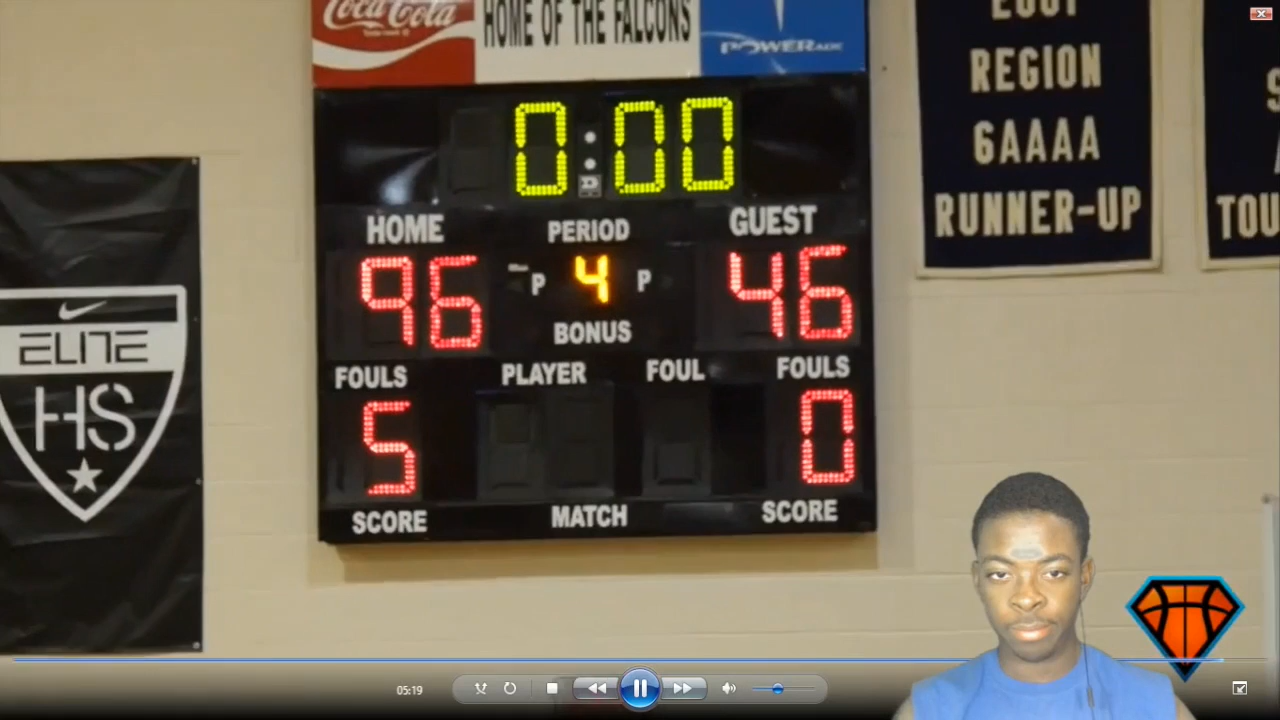 Coca-Cola
HOME OF THE FALCONS
POWERADE
0:00
HOME
PERIOD
GUEST
96
P 4 P
46
BONUS
FOULS
PLAYER
FOUL
FOULS
5
0
SCORE
MATCH
SCORE
ELITE
HS
REGION
6AAAA
RUNNER-UP
TOU
05:19